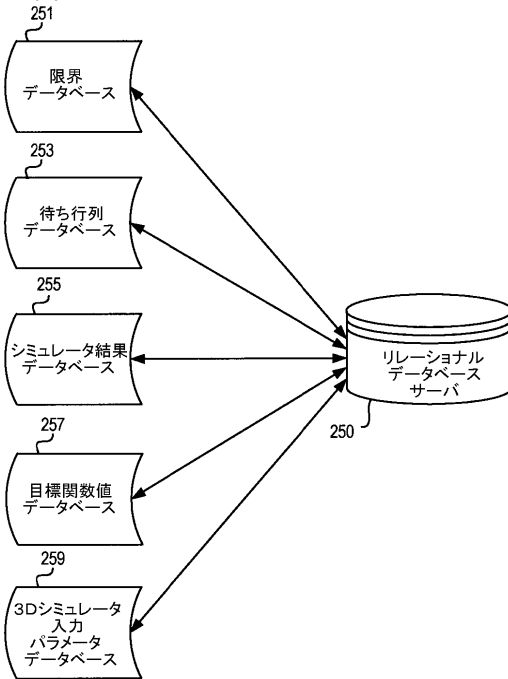 251
限界
データベース
253
待ち行列
データベース
255
シミュレータ結果
データベース
257
目標関数値
データベース
259
3Dシミュレータ
入力
パラメータ
データベース
リレーショナル
データベース
サーバ
250